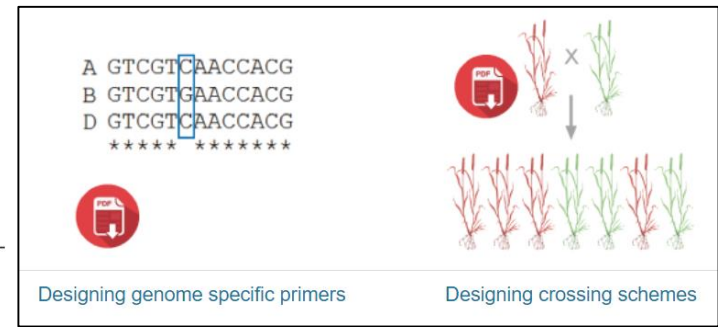 A GTCGTCAACCACG
B GTCGTGAACCACG
D GTCGTCAACCACG
***** *******
PDF
X
PDF
Designing genome specific primers
Designing crossing schemes